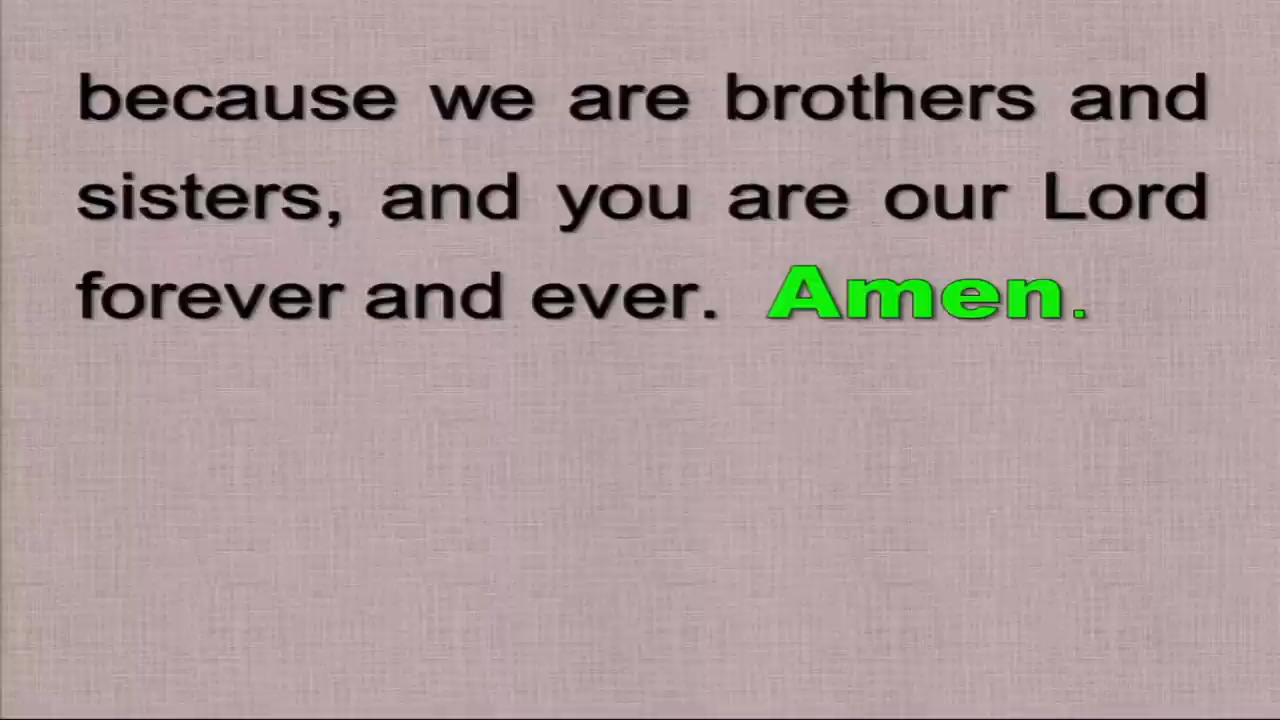 because we are brothers and
sisters, and you are our Lord
forever and ever. Amen.